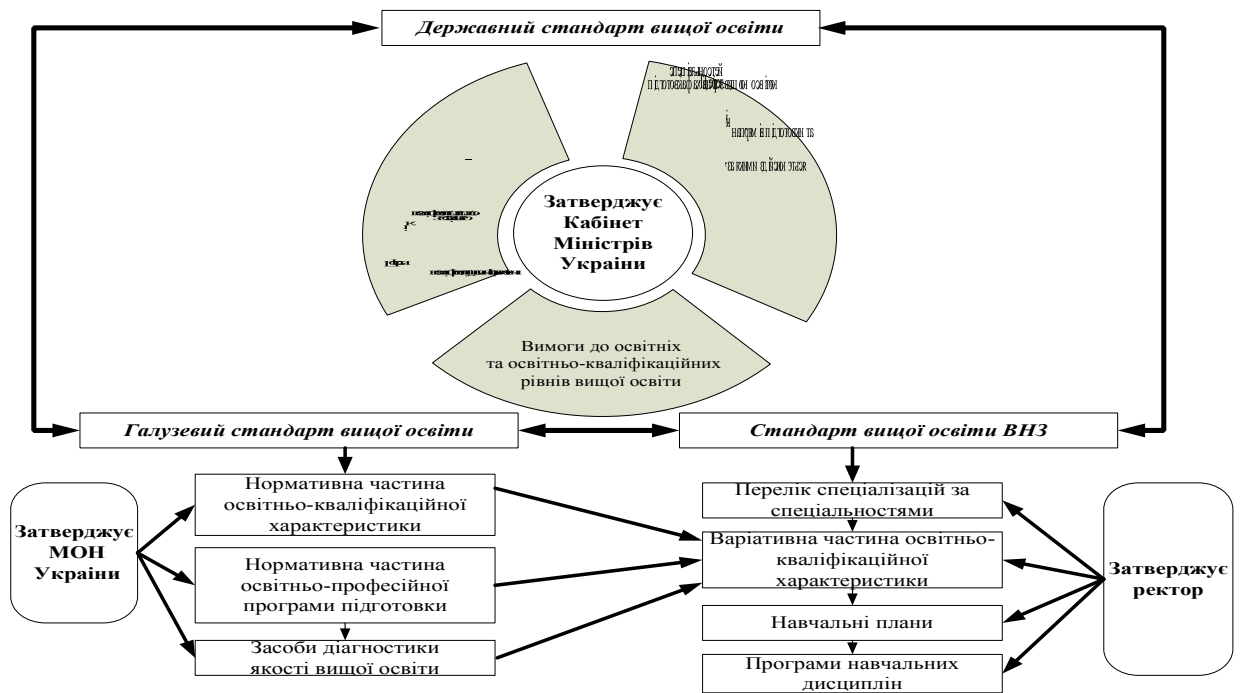 Державний стандарт вищої освіти
Затверджує
Кабінет
Міністрів
України
Вимоги до освітніх
та освітньо-кваліфікаційних
рівнів вищої освіти
Галузевий стандарт вищої освіти
Стандарт вищої освіти ВНЗ
Затверджує
МОН
України
Нормативна частина
освітньо-кваліфікаційної
характеристики
Нормативна частина
освітньо-професійної
програми підготовки
Засоби діагностики
якості вищої освіти
Перелік спеціалізацій за
спеціальностями
Варіативна частина освітньо-
кваліфікаційної
характеристики
Навчальні плани
Програми навчальних
дисциплін
Затверджує
ректор